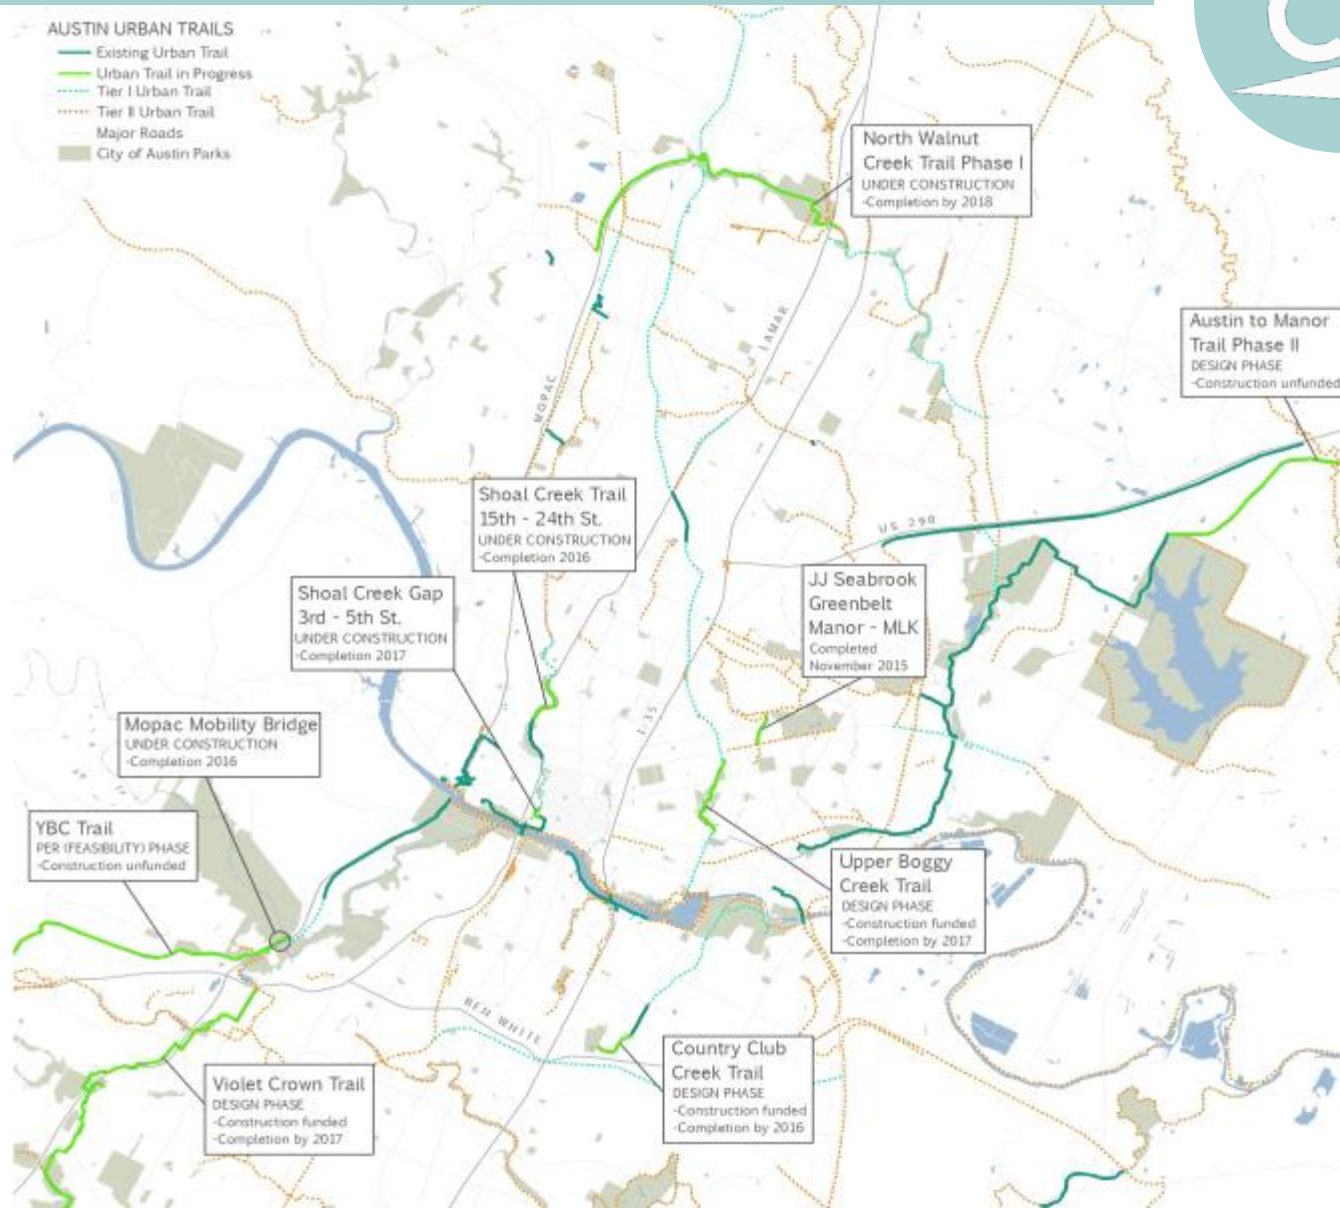 AUSTIN URBAN TRAILS
Existing Urban Trail
Urban Trail in Progress
Tier I Urban Trail
Tier II Urban Trail
Major Roads
City of Austin Parks
North Walnut
Creek Trail Phase I
UNDER CONSTRUCTION
-Completion by 2018
LAMAR
Austin to Manor
Trail Phase II
DESIGN PHASE
-Construction unfunded
MOPAC
Shoal Creek Trail
15th - 24th St.
UNDER CONSTRUCTION
-Completion 2016
US 290
Shoal Creek Gap
3rd - 5th St.
UNDER CONSTRUCTION
-Completion 2017
JJ Seabrook
Greenbelt
Manor - MLK
Completed
November 2015
I-35
Mopac Mobility Bridge
UNDER CONSTRUCTION
-Completion 2016
YBC Trail
PER (FEASIBILITY) PHASE
-Construction unfunded
Upper Boggy
Creek Trail
DESIGN PHASE
-Construction funded
-Completion by 2017
BEN WHITE
Country Club
Creek Trail
DESIGN PHASE
-Construction funded
-Completion by 2016
Violet Crown Trail
DESIGN PHASE
-Construction funded
-Completion by 2017